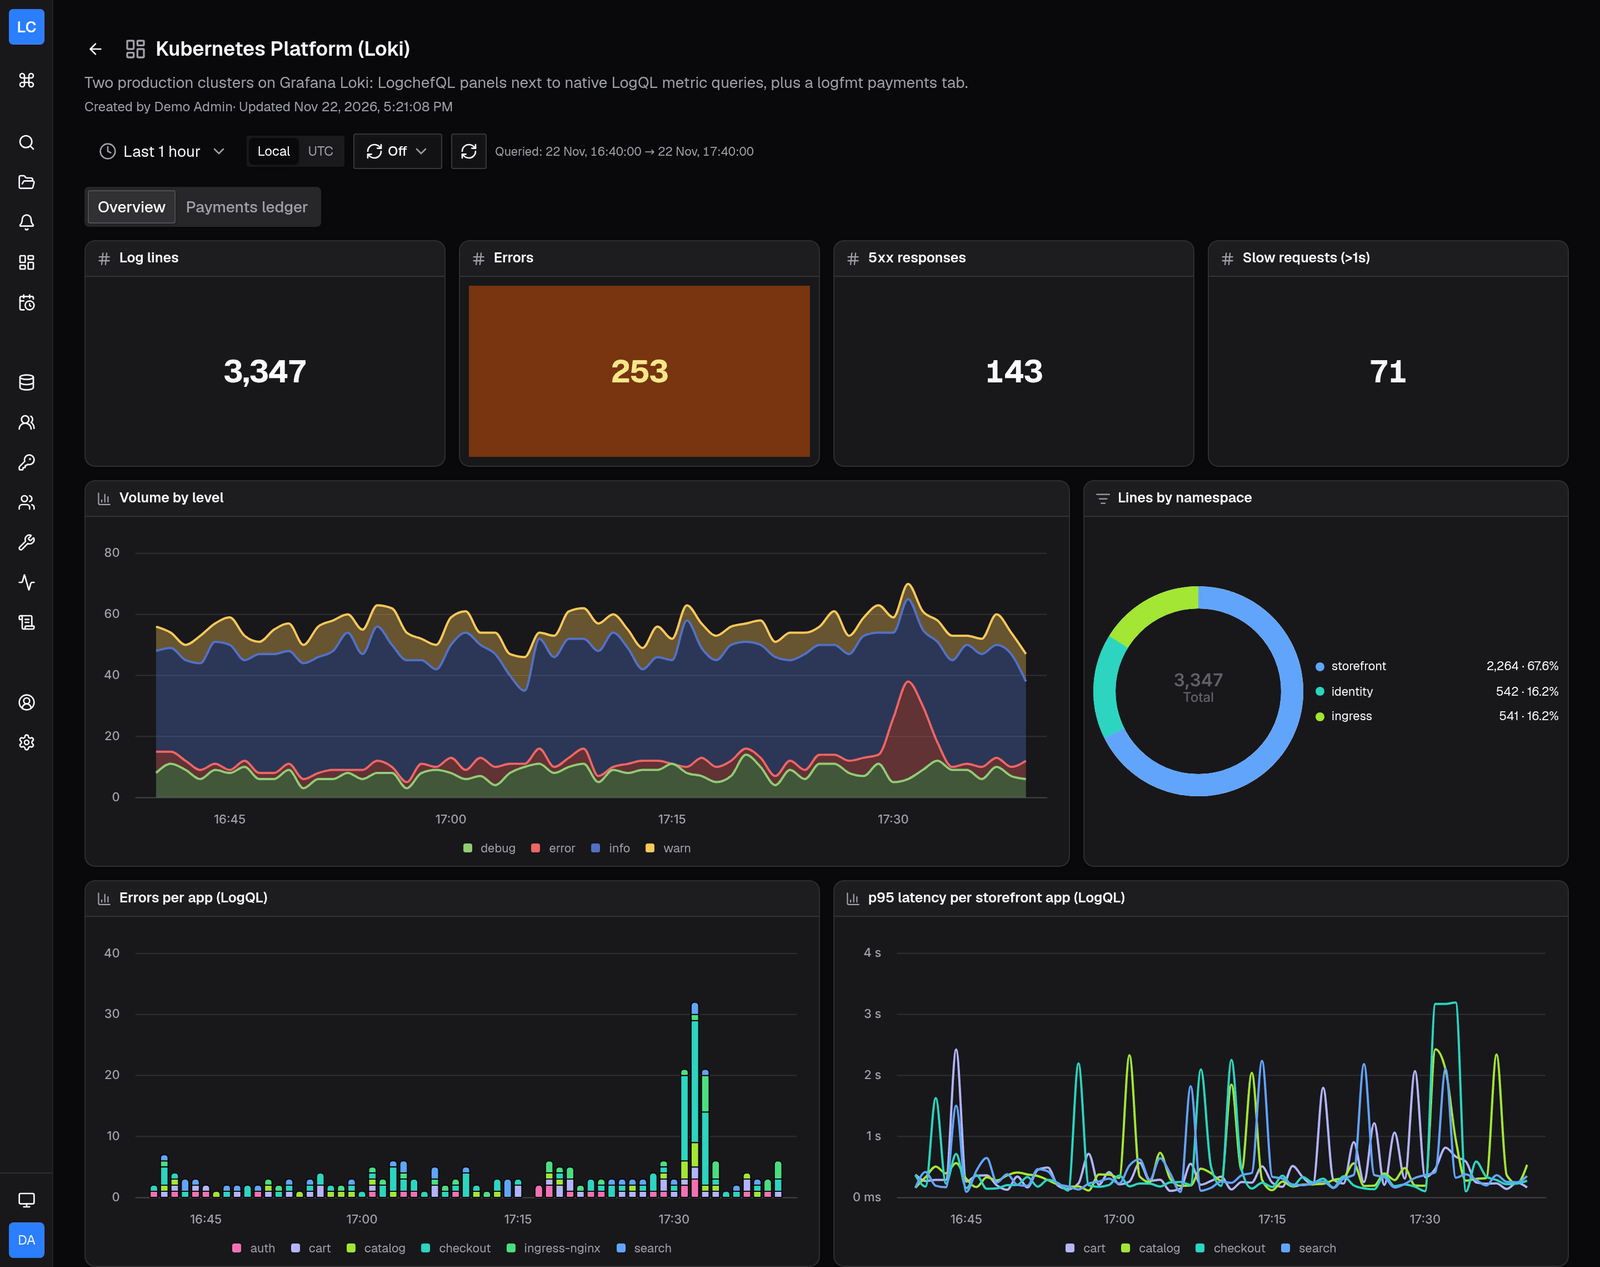 LC
Kubernetes Platform (Loki)
Two production clusters on Grafana Loki: LogchefQL panels next to native LogQL metric queries, plus a logfmt payments tab.
Created by Demo Admin· Updated Nov 22, 2026, 5:21:08 PM
Last 1 hour Local UTC Off Queried: 22 Nov, 16:40:00 → 22 Nov, 17:40:00
Overview Payments ledger
Log lines
3,347
Errors
253
5xx responses
143
Slow requests (>1s)
71
Volume by level
80
60
40
20
0
16:45 17:00 17:15 17:30
debug error info warn
Lines by namespace
3,347
Total
storefront 2,264 · 67.6%
identity 542 · 16.2%
ingress 541 · 16.2%
Errors per app (LogQL)
40
30
20
10
0
16:45 17:00 17:15 17:30
auth cart catalog checkout ingress-nginx search
p95 latency per storefront app (LogQL)
4 s
3 s
2 s
1 s
0 ms
16:45 17:00 17:15 17:30
cart catalog checkout search
DA